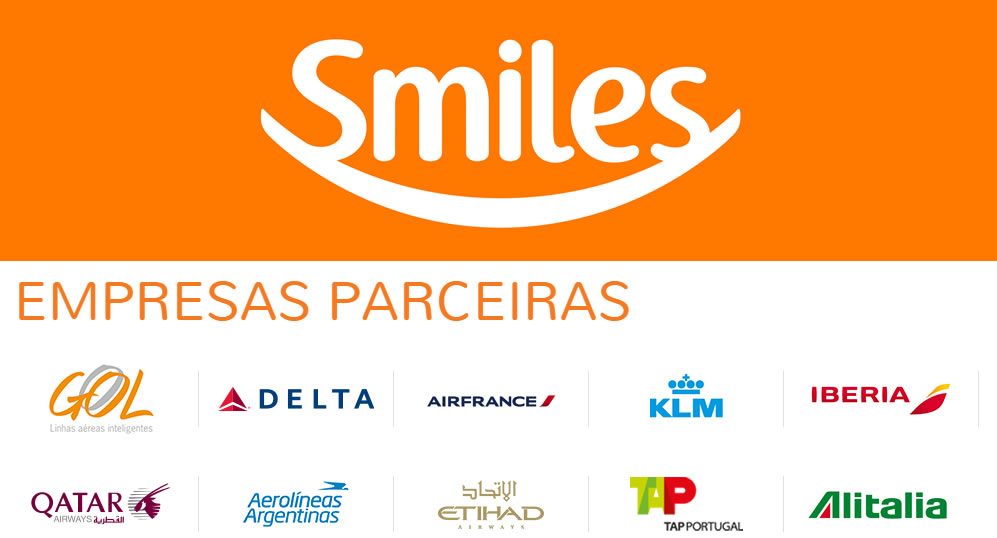 Smiles
EMPRESAS PARCEIRAS
GOL
Linhas aéreas inteligentes
DELTA
AIRFRANCE
KLM
IBERIA
QATAR
AIRWAYS القطرية
Aerolíneas
Argentinas
الإتحاد
ETIHAD
AIRWAYS
TAP
TAP PORTUGAL
Alitalia